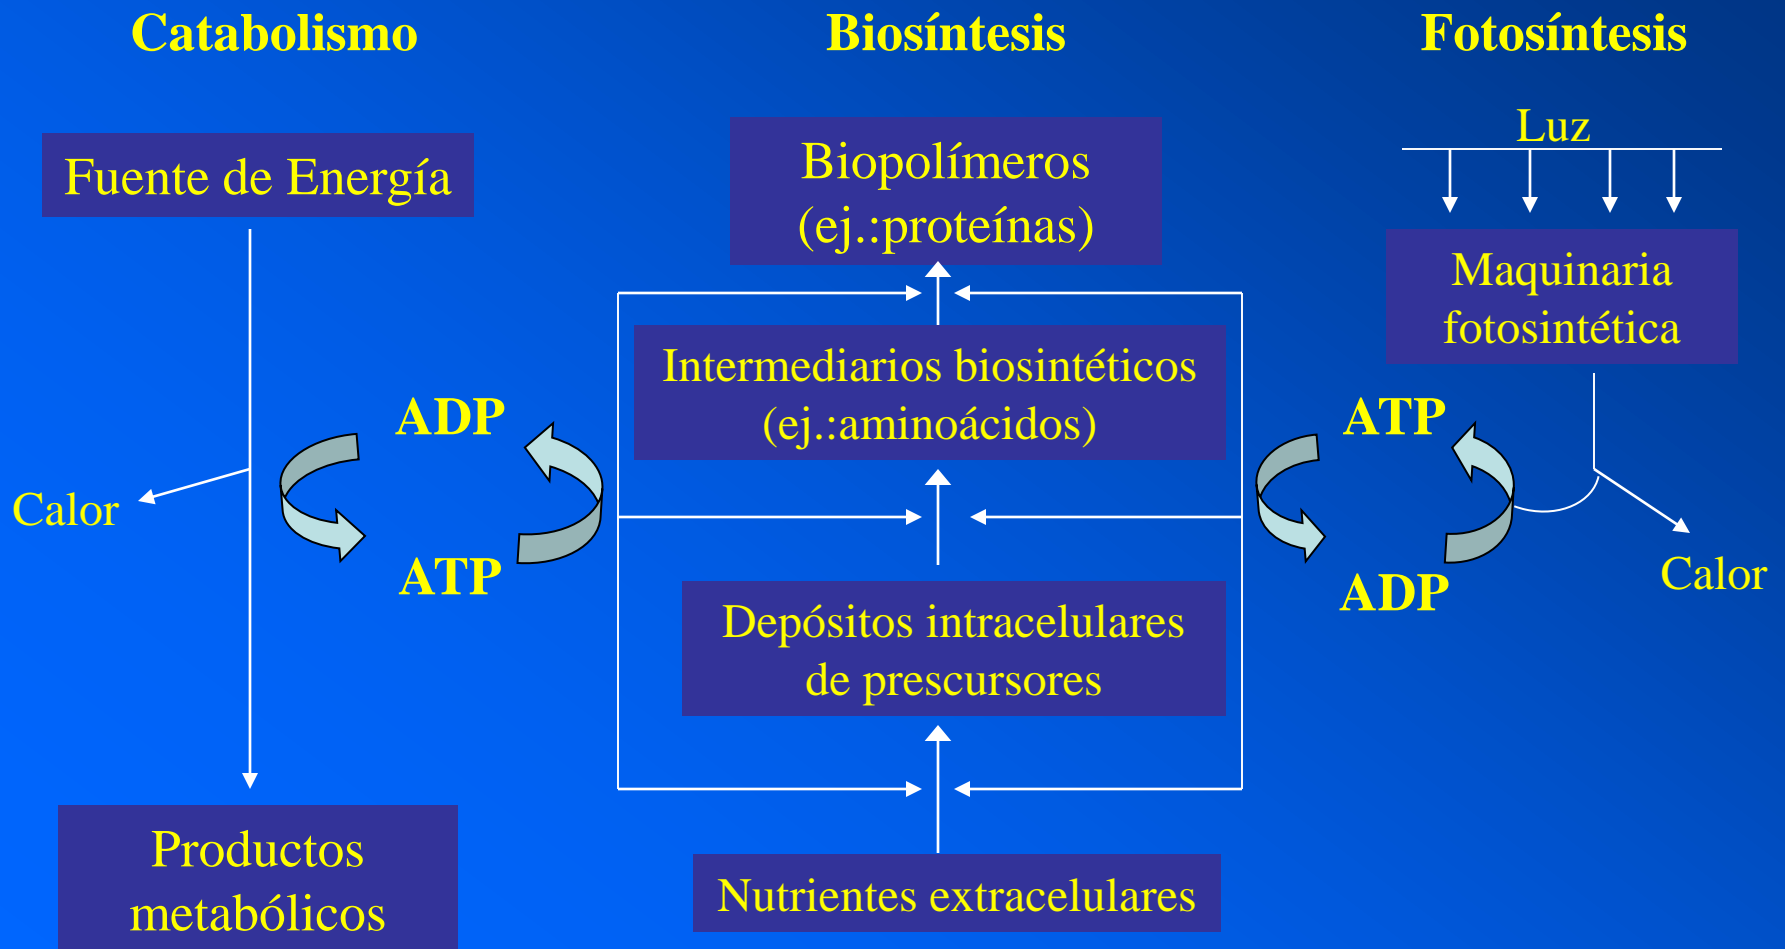 Catabolismo
Biosíntesis
Fotosíntesis
Fuente de Energía
ADP
ATP
Calor
Productos
metabólicos
Biopolímeros
(ej.:proteínas)
Intermediarios biosintéticos
(ej.:aminoácidos)
Depósitos intracelulares
de prescursores
Nutrientes extracelulares
Luz
Maquinaria
fotosintética
ATP
ADP
Calor